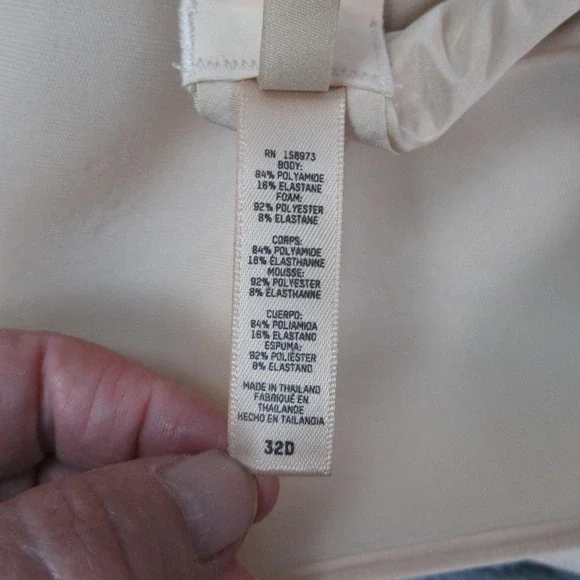 RN 158973
BODY:
84% POLYAMIDE
16% ELASTANE
FOAM:
92% POLYESTER
8% ELASTANE
CORPS:
84% POLYAMIDE
16% ÉLASTHANNE
MOUSSE:
92% POLYESTER
8% ÉLASTHANNE
CUERPO:
84% POLIAMIDA
16% ELASTANO
ESPUMA:
92% POLIÉSTER
8% ELASTANO
MADE IN THAILAND
FABRIQUÉ EN
THAILANDE
HECHO EN TAILANDIA
32D